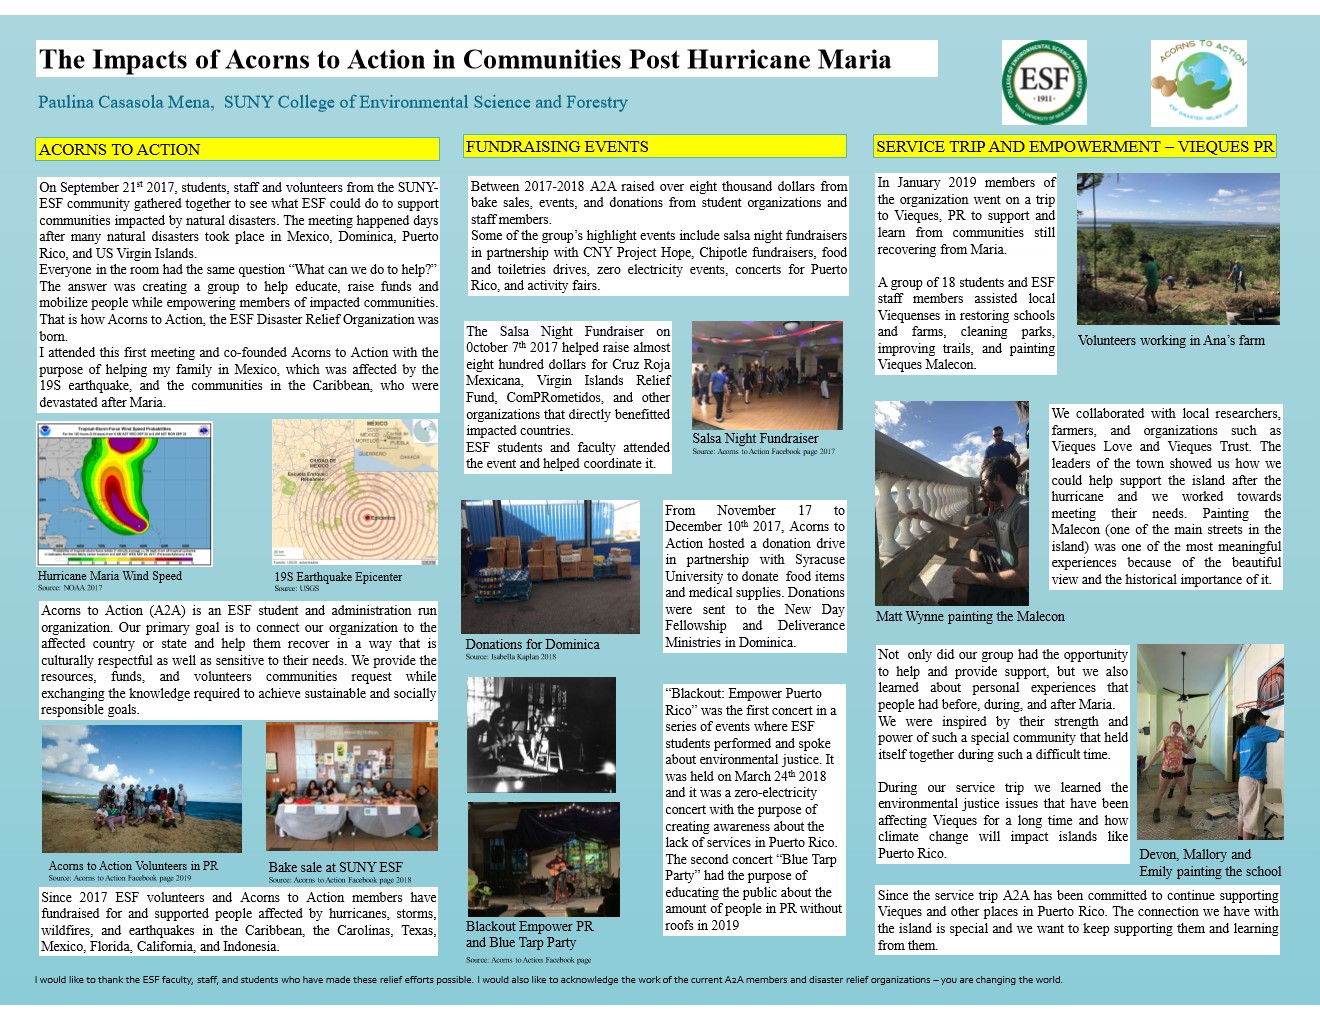 The Impacts of Acorns to Action in Communities Post Hurricane Maria
Paulina Casasola Mena, SUNY College of Environmental Science and Forestry
COLLEGE OF ENVIRONMENTAL SCIENCE AND FORESTRY
ESF
·1911·
STATE UNIVERSITY OF NEW YORK
ACORNS TO ACTION
ESF DISASTER RELIEF GROUP
ACORNS TO ACTION
On September 21st 2017, students, staff and volunteers from the SUNY-
ESF community gathered together to see what ESF could do to support
communities impacted by natural disasters. The meeting happened days
after many natural disasters took place in Mexico, Dominica, Puerto
Rico, and US Virgin Islands.
Everyone in the room had the same question “What can we do to help?”
The answer was creating a group to help educate, raise funds and
mobilize people while empowering members of impacted communities.
That is how Acorns to Action, the ESF Disaster Relief Organization was
born.
I attended this first meeting and co-founded Acorns to Action with the
purpose of helping my family in Mexico, which was affected by the
19S earthquake, and the communities in the Caribbean, who were
devastated after Maria.
Tropical-Storm-Force Wind Speed Probabilities
Hurricane Maria Wind Speed
Source: NOAA 2017
MEXICO
GUERRERO
OAXACA
CIUDAD DE
MEXICO
Epicentro
19S Earthquake Epicenter
Source: USGS
Acorns to Action (A2A) is an ESF student and administration run
organization. Our primary goal is to connect our organization to the
affected country or state and help them recover in a way that is
culturally respectful as well as sensitive to their needs. We provide the
resources, funds, and volunteers communities request while
exchanging the knowledge required to achieve sustainable and socially
responsible goals.
Acorns to Action Volunteers in PR
Source: Acorns to Action Facebook page 2019
Bake sale at SUNY ESF
Source: Acorns to Action Facebook page 2018
Since 2017 ESF volunteers and Acorns to Action members have
fundraised for and supported people affected by hurricanes, storms,
wildfires, and earthquakes in the Caribbean, the Carolinas, Texas,
Mexico, Florida, California, and Indonesia.
FUNDRAISING EVENTS
Between 2017-2018 A2A raised over eight thousand dollars from
bake sales, events, and donations from student organizations and
staff members.
Some of the group’s highlight events include salsa night fundraisers
in partnership with CNY Project Hope, Chipotle fundraisers, food
and toiletries drives, zero electricity events, concerts for Puerto
Rico, and activity fairs.
The Salsa Night Fundraiser on
0ctober 7th 2017 helped raise almost
eight hundred dollars for Cruz Roja
Mexicana, Virgin Islands Relief
Fund, ComPRometidos, and other
organizations that directly benefitted
impacted countries.
ESF students and faculty attended
the event and helped coordinate it.
Salsa Night Fundraiser
Source: Acorns to Action Facebook page 2017
Donations for Dominica
Source: Isabella Kaplan 2018
From November 17 to
December 10th 2017, Acorns to
Action hosted a donation drive
in partnership with Syracuse
University to donate food items
and medical supplies. Donations
were sent to the New Day
Fellowship and Deliverance
Ministries in Dominica.
“Blackout: Empower Puerto
Rico” was the first concert in a
series of events where ESF
students performed and spoke
about environmental justice. It
was held on March 24th 2018
and it was a zero-electricity
concert with the purpose of
creating awareness about the
lack of services in Puerto Rico.
The second concert “Blue Tarp
Party” had the purpose of
educating the public about the
amount of people in PR without
roofs in 2019
Blackout Empower PR
and Blue Tarp Party
Source: Acorns to Action Facebook page
SERVICE TRIP AND EMPOWERMENT – VIEQUES PR
In January 2019 members of
the organization went on a trip
to Vieques, PR to support and
learn from communities still
recovering from Maria.
A group of 18 students and ESF
staff members assisted local
Viequenses in restoring schools
and farms, cleaning parks,
improving trails, and painting
Vieques Malecon.
Volunteers working in Ana’s farm
Matt Wynne painting the Malecon
We collaborated with local researchers,
farmers, and organizations such as
Vieques Love and Vieques Trust. The
leaders of the town showed us how we
could help support the island after the
hurricane and we worked towards
meeting their needs. Painting the
Malecon (one of the main streets in the
island) was one of the most meaningful
experiences because of the beautiful
view and the historical importance of it.
Not only did our group had the opportunity
to help and provide support, but we also
learned about personal experiences that
people had before, during, and after Maria.
We were inspired by their strength and
power of such a special community that held
itself together during such a difficult time.
During our service trip we learned the
environmental justice issues that have been
affecting Vieques for a long time and how
climate change will impact islands like
Puerto Rico.
Devon, Mallory and
Emily painting the school
Since the service trip A2A has been committed to continue supporting
Vieques and other places in Puerto Rico. The connection we have with
the island is special and we want to keep supporting them and learning
from them.
I would like to thank the ESF faculty, staff, and students who have made these relief efforts possible. I would also like to acknowledge the work of the current A2A members and disaster relief organizations – you are changing the world.